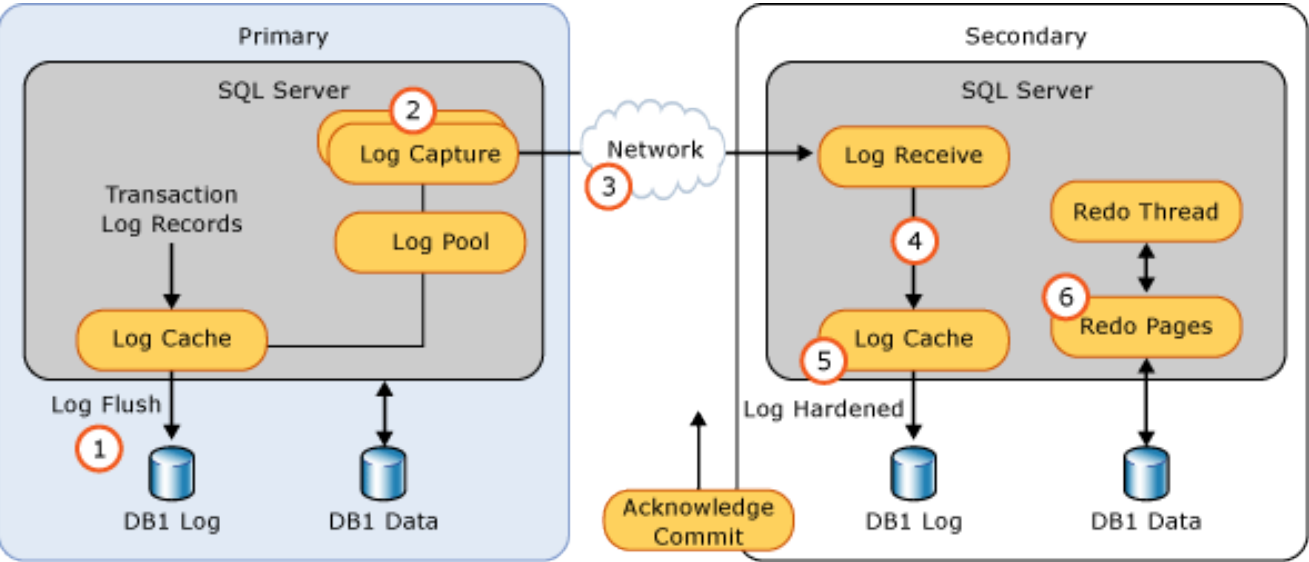 Primary
SQL Server
2
Log Capture
Transaction
Log Records
Log Pool
Log Cache
Log Flush
1
DB1 Log
DB1 Data
Network
3
Acknowledge
Commit
Secondary
SQL Server
Log Receive
4
Redo Thread
6
Redo Pages
Log Cache
5
Log Hardened
DB1 Log
DB1 Data